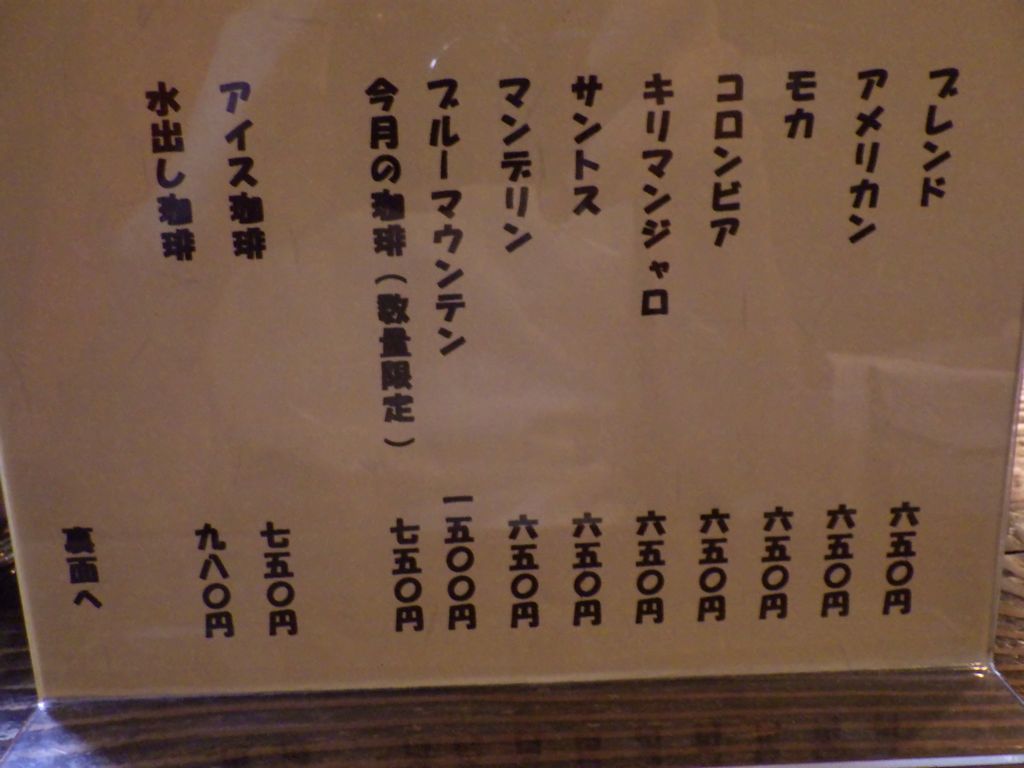 ブレンド 六五〇円
アメリカン 六五〇円
モカ 六五〇円
コロンビア 六五〇円
キリマンジャロ 六五〇円
サントス 六五〇円
マンデリン 六五〇円
ブルーマウンテン 一五〇〇円
今月の珈琲(数量限定) 七五〇円
アイス珈琲 七五〇円
水出し珈琲 九八〇円
裏面へ